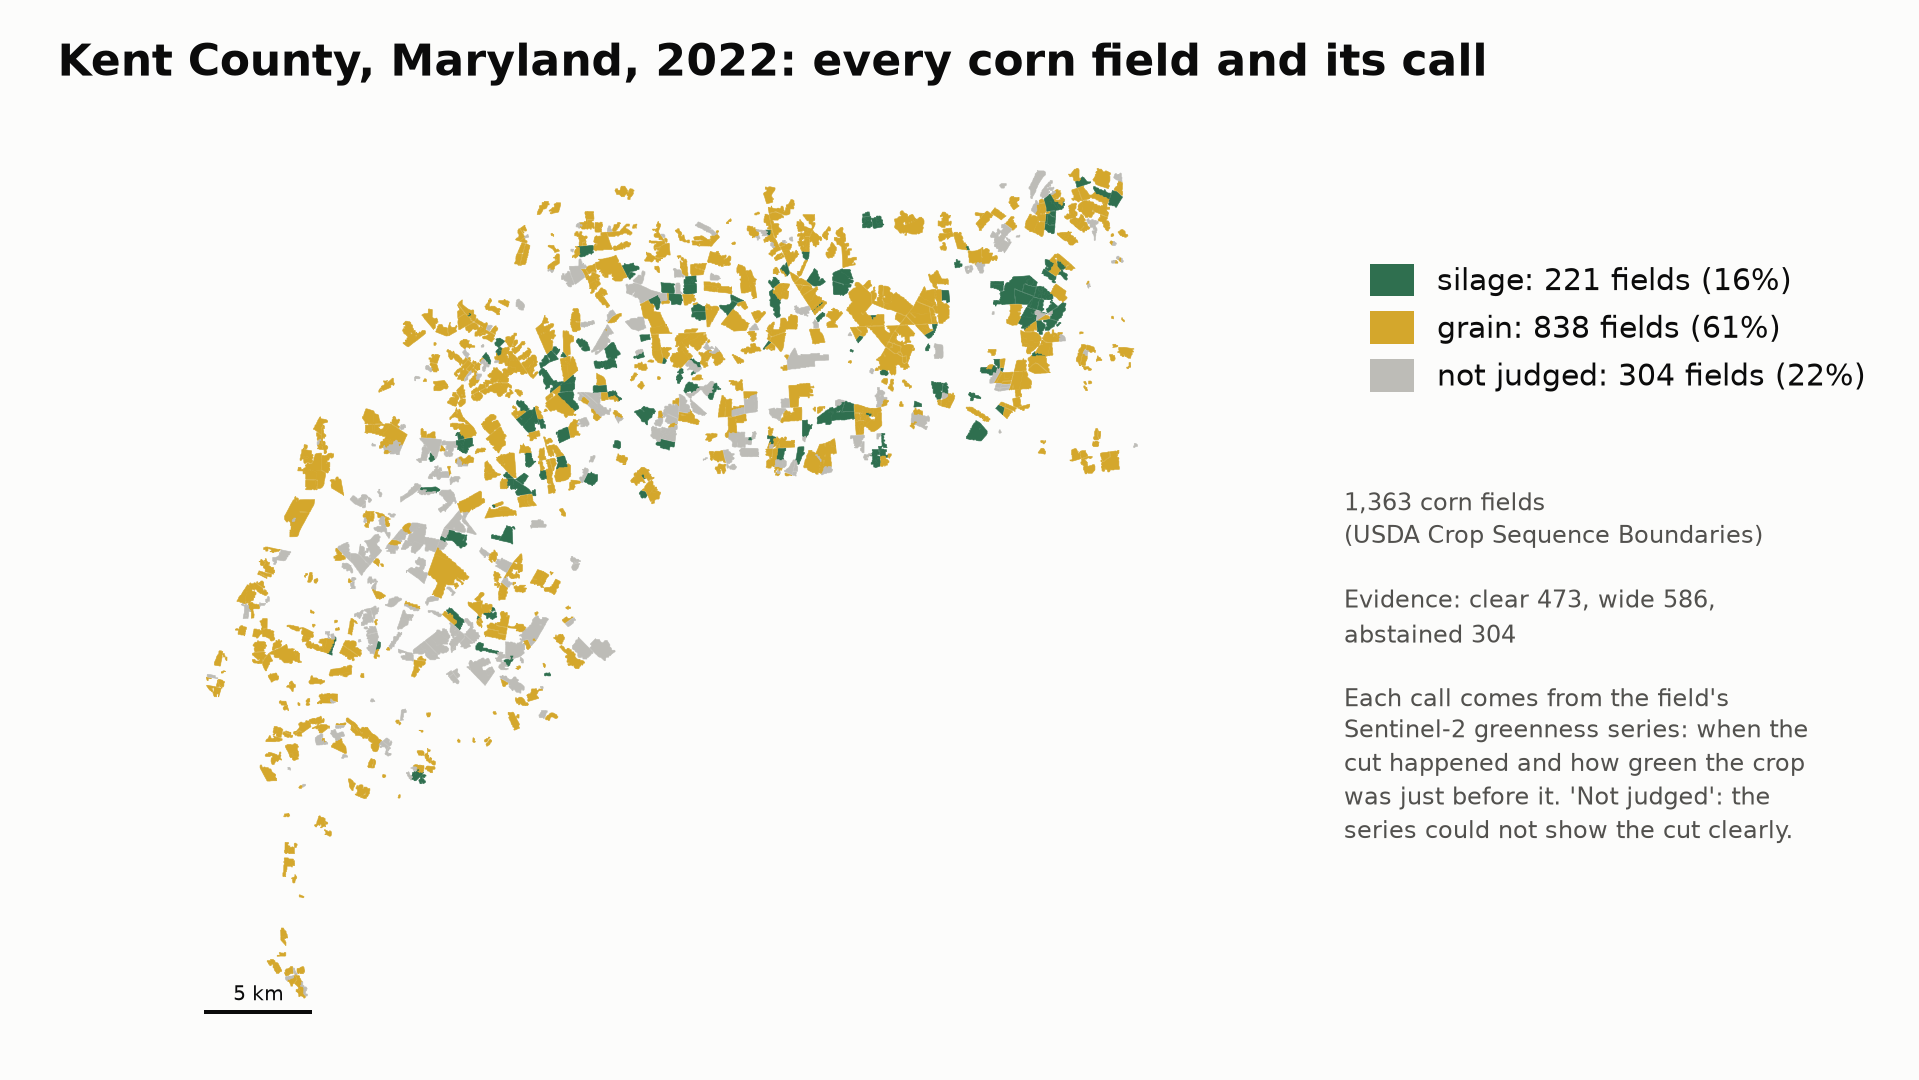 Kent County, Maryland, 2022: every corn field and its call
silage: 221 fields (16%)
grain: 838 fields (61%)
not judged: 304 fields (22%)
1,363 corn fields
(USDA Crop Sequence Boundaries)
Evidence: clear 473, wide 586,
abstained 304
Each call comes from the field's
Sentinel-2 greenness series: when the
cut happened and how green the crop
was just before it. 'Not judged': the
series could not show the cut clearly.
5 km